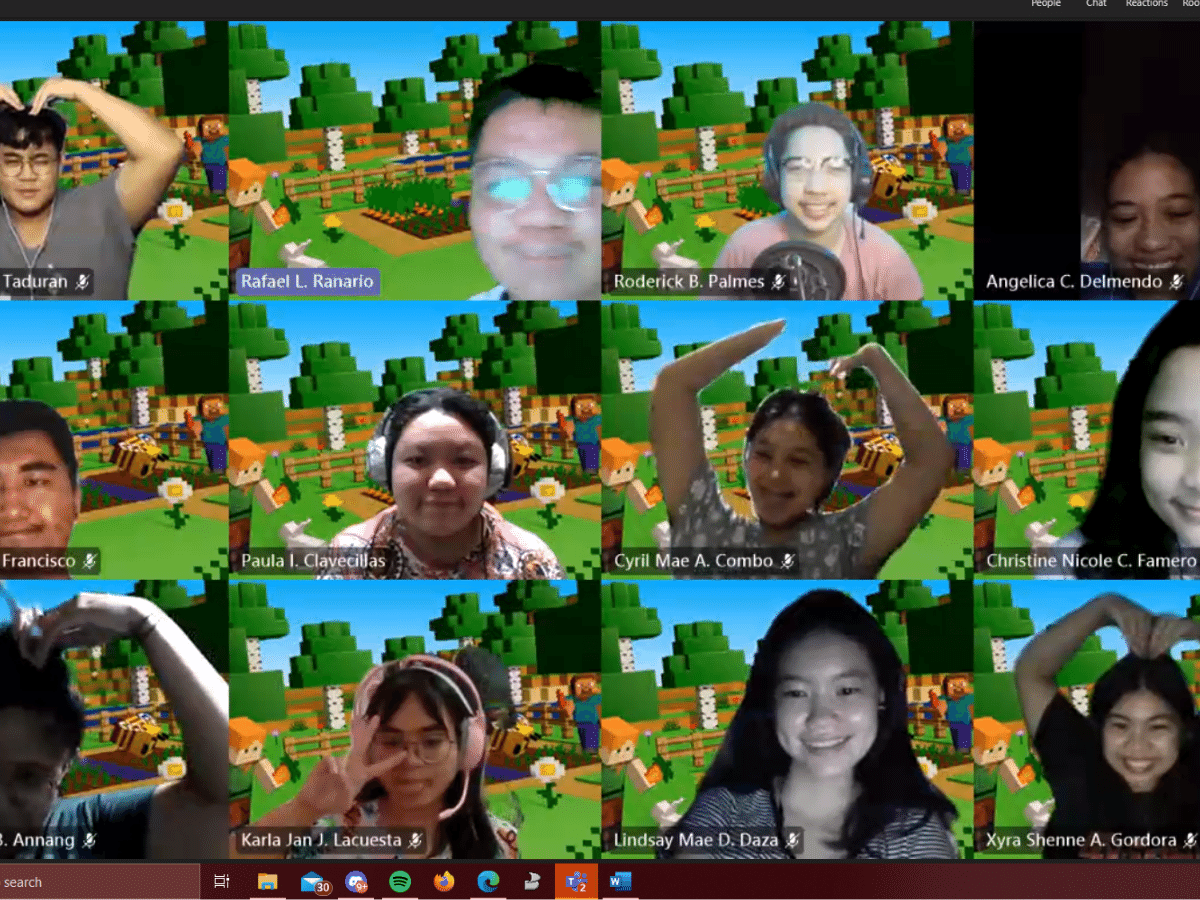 People Chat Reactions Roo
Taduran
Rafael L. Ranario
Roderick B. Palmes
Angelica C. Delmendo
Francisco
Paula I. Clavecillas
Cyril Mae A. Combo
Christine Nicole C. Famero
B. Annang
Karla Jan J. Lacuesta
Lindsay Mae D. Daza
Xyra Shenne A. Gordora
search
30
9+
2